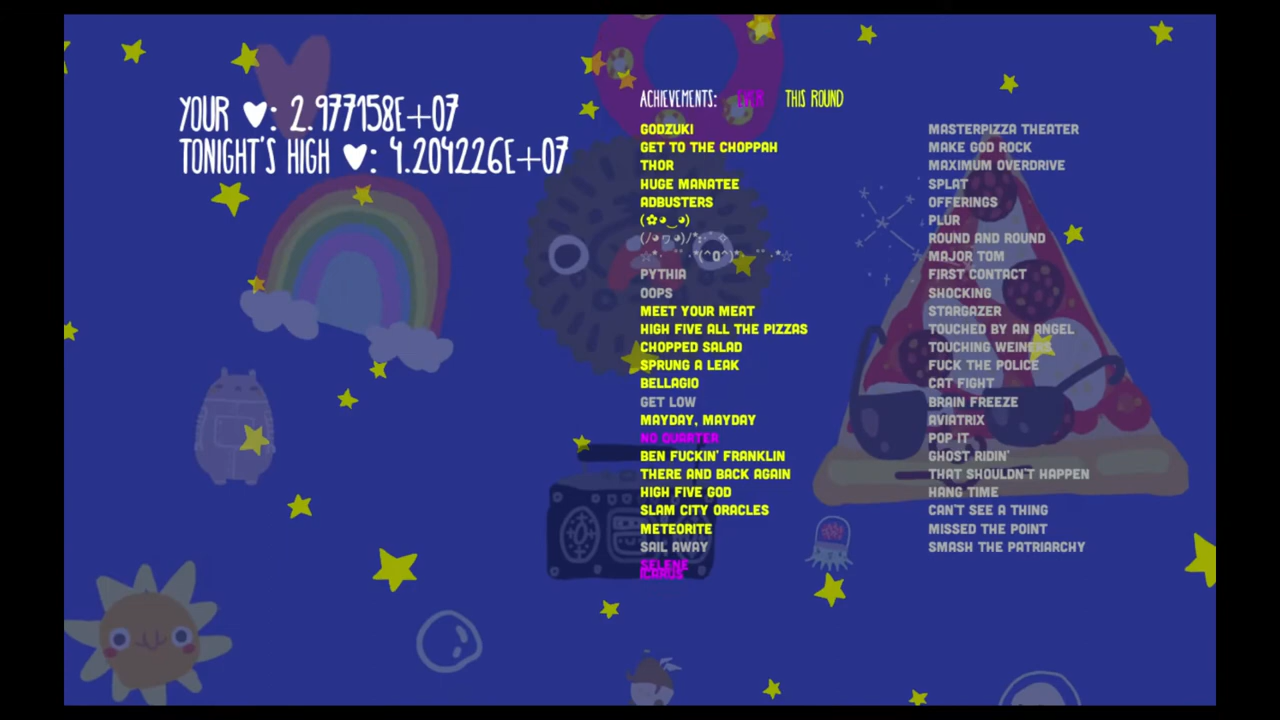 YOUR ♥: 2.977158E+07
TONIGHT'S HIGH ♥: 4.204226E+07
ACHIEVEMENTS: EVER THIS ROUND
GODZUKI
GET TO THE CHOPPAH
THOR
HUGE MANATEE
ADBUSTERS
(✿◕‿◕)
(ﾉ◕ヮ◕)ﾉ*:･ﾟ✧
PYTHIA
OOPS
MEET YOUR MEAT
HIGH FIVE ALL THE PIZZAS
CHOPPED SALAD
SPRUNG A LEAK
BELLAGIO
GET LOW
MAYDAY, MAYDAY
NO QUARTER
BEN FUCKIN' FRANKLIN
THERE AND BACK AGAIN
HIGH FIVE GOD
SLAM CITY ORACLES
METEORITE
SAIL AWAY
SELENE
ICARUS
MASTERPIZZA THEATER
MAKE GOD ROCK
MAXIMUM OVERDRIVE
SPLAT
OFFERINGS
PLUR
ROUND AND ROUND
MAJOR TOM
FIRST CONTACT
SHOCKING
STARGAZER
TOUCHED BY AN ANGEL
TOUCHING WEINERS
FUCK THE POLICE
CAT FIGHT
BRAIN FREEZE
AVIATRIX
POP IT
GHOST RIDIN'
THAT SHOULDN'T HAPPEN
HANG TIME
CAN'T SEE A THING
MISSED THE POINT
SMASH THE PATRIARCHY